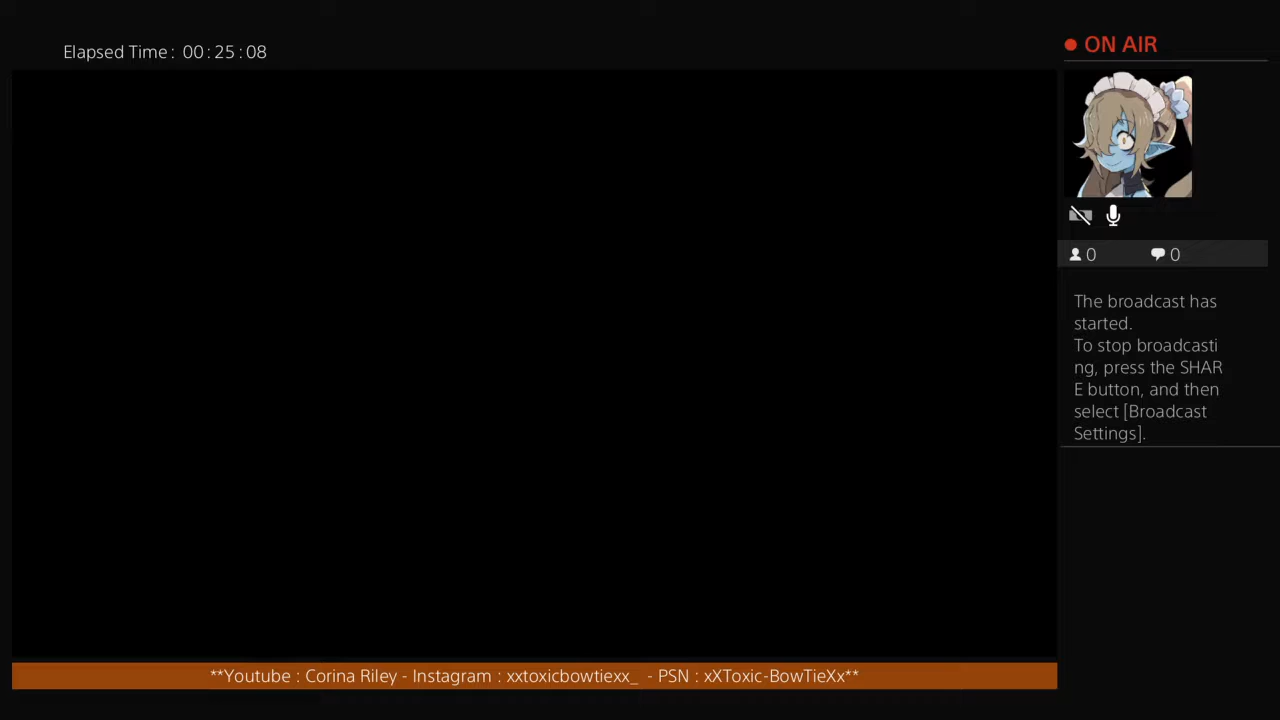 Elapsed Time: 00:25:08
ON AIR
0 0
The broadcast has
started.
To stop broadcasti
ng, press the SHAR
E button, and then
select [Broadcast
Settings].
**Youtube : Corina Riley - Instagram : xxtoxicbowtiexx_ - PSN : xXToxic-BowTieXx**